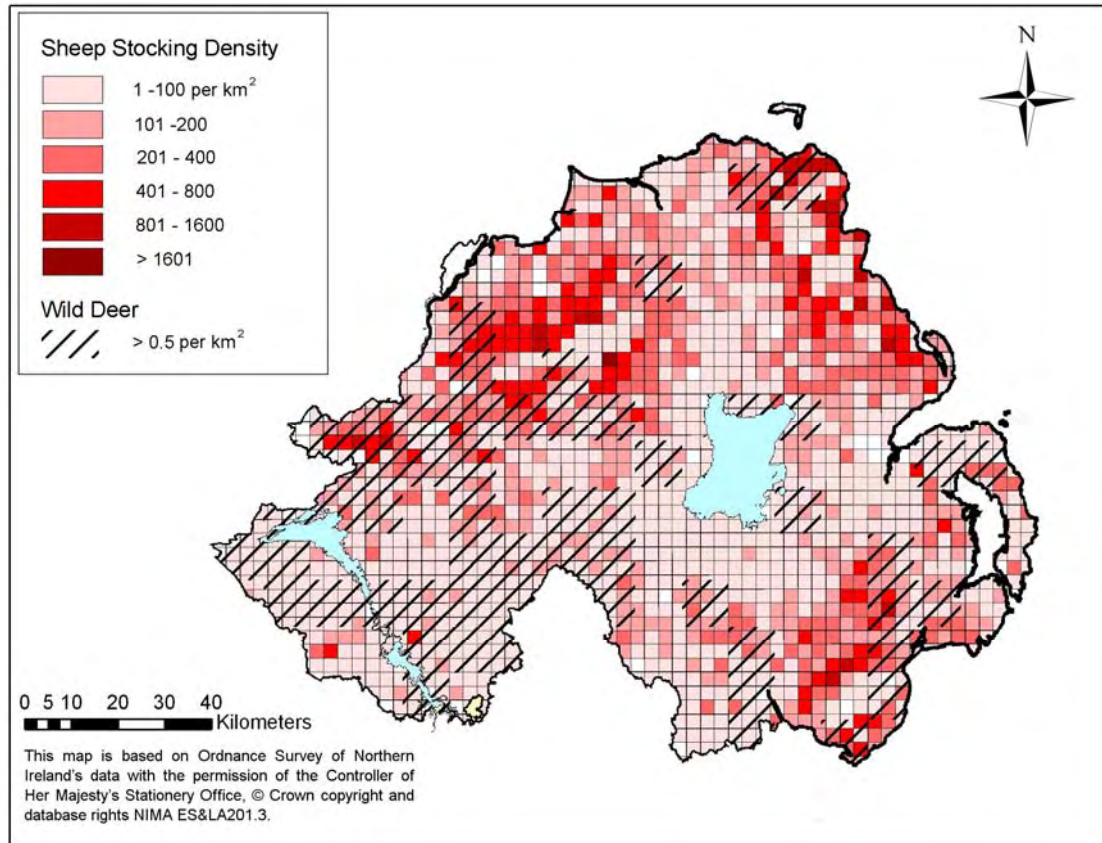 Sheep Stocking Density
1 -100 per km²
101 -200
201 - 400
401 - 800
801 - 1600
> 1601
Wild Deer
> 0.5 per km²
N
0 5 10 20 30 40
Kilometers
This map is based on Ordnance Survey of Northern
Ireland's data with the permission of the Controller of
Her Majesty's Stationery Office, © Crown copyright and
database rights NIMA ES&LA201.3.